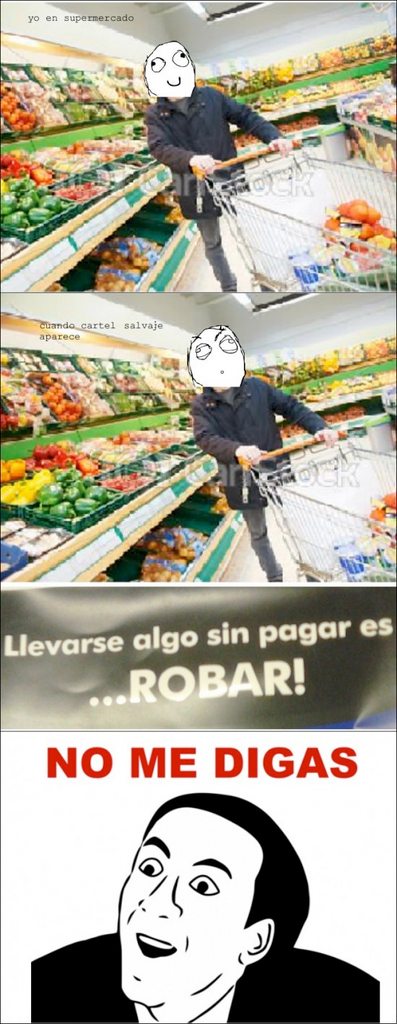 yo en supermercado
cuando cartel salvaje
aparece
Llevarse algo sin pagar es
...ROBAR!
NO ME DIGAS